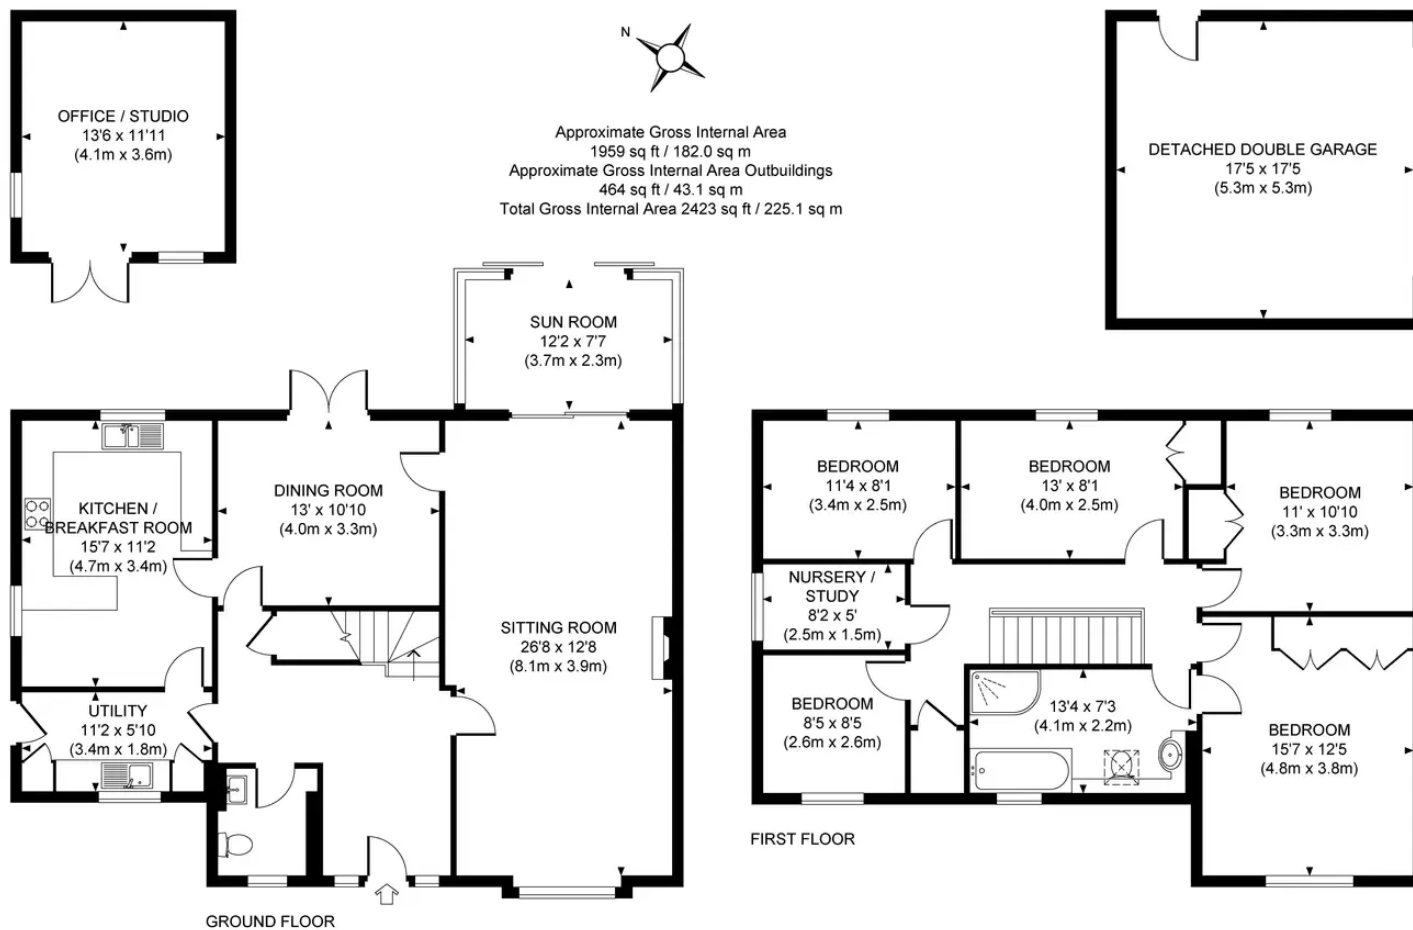 OFFICE / STUDIO
13'6 x 11'11
(4.1m x 3.6m)
N
Approximate Gross Internal Area
1959 sq ft / 182.0 sq m
Approximate Gross Internal Area Outbuildings
464 sq ft / 43.1 sq m
Total Gross Internal Area 2423 sq ft / 225.1 sq m
DETACHED DOUBLE GARAGE
17'5 x 17'5
(5.3m x 5.3m)
SUN ROOM
12'2 x 7'7
(3.7m x 2.3m)
KITCHEN /
BREAKFAST ROOM
15'7 x 11'2
(4.7m x 3.4m)
DINING ROOM
13' x 10'10
(4.0m x 3.3m)
SITTING ROOM
26'8 x 12'8
(8.1m x 3.9m)
UTILITY
11'2 x 5'10
(3.4m x 1.8m)
GROUND FLOOR
BEDROOM
11'4 x 8'1
(3.4m x 2.5m)
BEDROOM
13' x 8'1
(4.0m x 2.5m)
BEDROOM
11' x 10'10
(3.3m x 3.3m)
NURSERY /
STUDY
8'2 x 5'
(2.5m x 1.5m)
BEDROOM
8'5 x 8'5
(2.6m x 2.6m)
13'4 x 7'3
(4.1m x 2.2m)
BEDROOM
15'7 x 12'5
(4.8m x 3.8m)
FIRST FLOOR